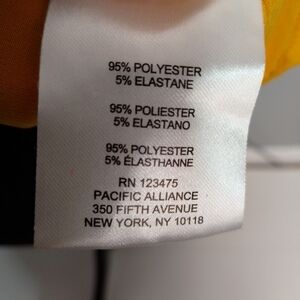 95% POLYESTER
5% ELASTANE
95% POLIESTER
5% ELASTANO
95% POLYESTER
5% ÉLASTHANNE
RN 123475
PACIFIC ALLIANCE
350 FIFTH AVENUE
NEW YORK, NY 10118